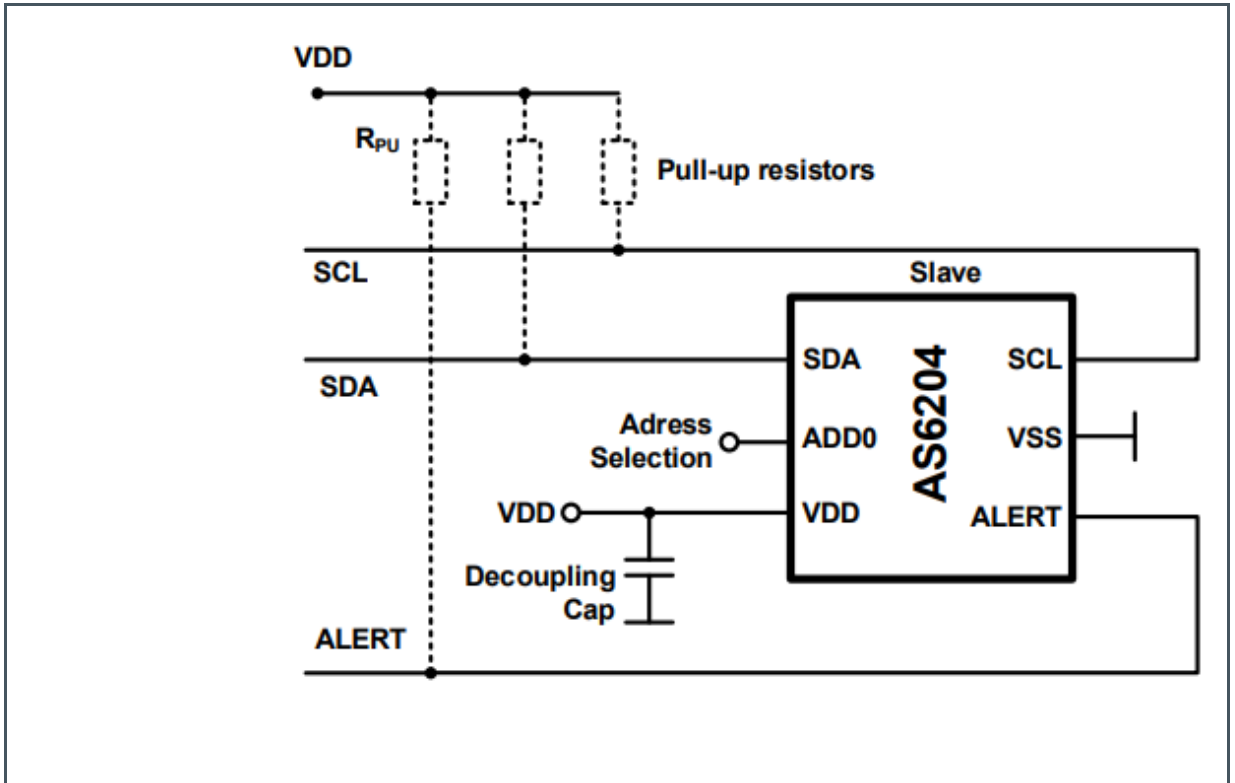 VDD
RPU
Pull-up resistors
SCL
Slave
SDA
SDA
SCL
AS6204
Adress
Selection
ADD0
VSS
VDD
VDD
ALERT
Decoupling
Cap
ALERT